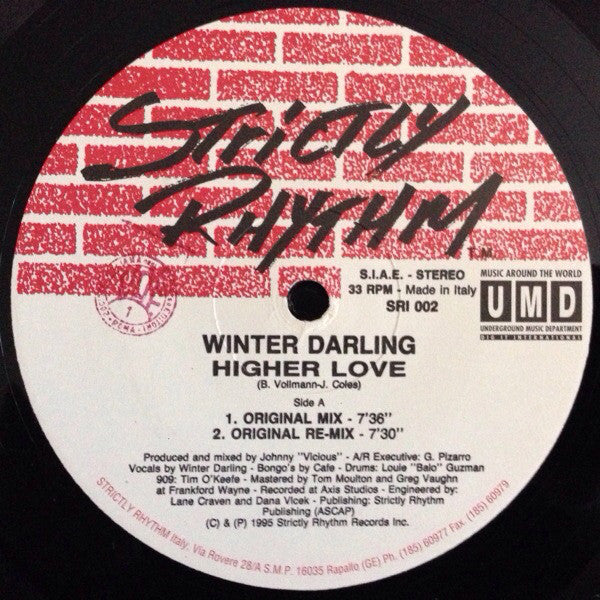 STRICTLY
RHYTHM
T.M.
S.I.A.E. - STEREO
33 RPM - Made in Italy
SRI 002
MUSIC AROUND THE WORLD
UMD
UNDERGROUND MUSIC DEPARTMENT
DIG IT INTERNATIONAL
WINTER DARLING
HIGHER LOVE
(B. Vollmann-J. Coles)
Side A
1. ORIGINAL MIX - 7'36''
2. ORIGINAL RE-MIX - 7'30''
Produced and mixed by Johnny "Vicious" - A/R Executive: G. Pizarro
Vocals by Winter Darling - Bongo's by Cafe - Drums: Louie "Balo" Guzman
909: Tim O'Keefe - Mastered by Tom Moulton and Greg Vaughn
at Frankford Wayne - Recorded at Axis Studios - Engineered by:
Lane Craven and Dana Vlcek - Publishing: Strictly Rhythm
Publishing (ASCAP)
(C) & (P) 1995 Strictly Rhythm Records Inc.
STRICTLY RHYTHM Italy. Via Rovere 28/A S.M.P. 16035 Rapallo (GE) Ph. (185) 60977 Fax. (185) 60979